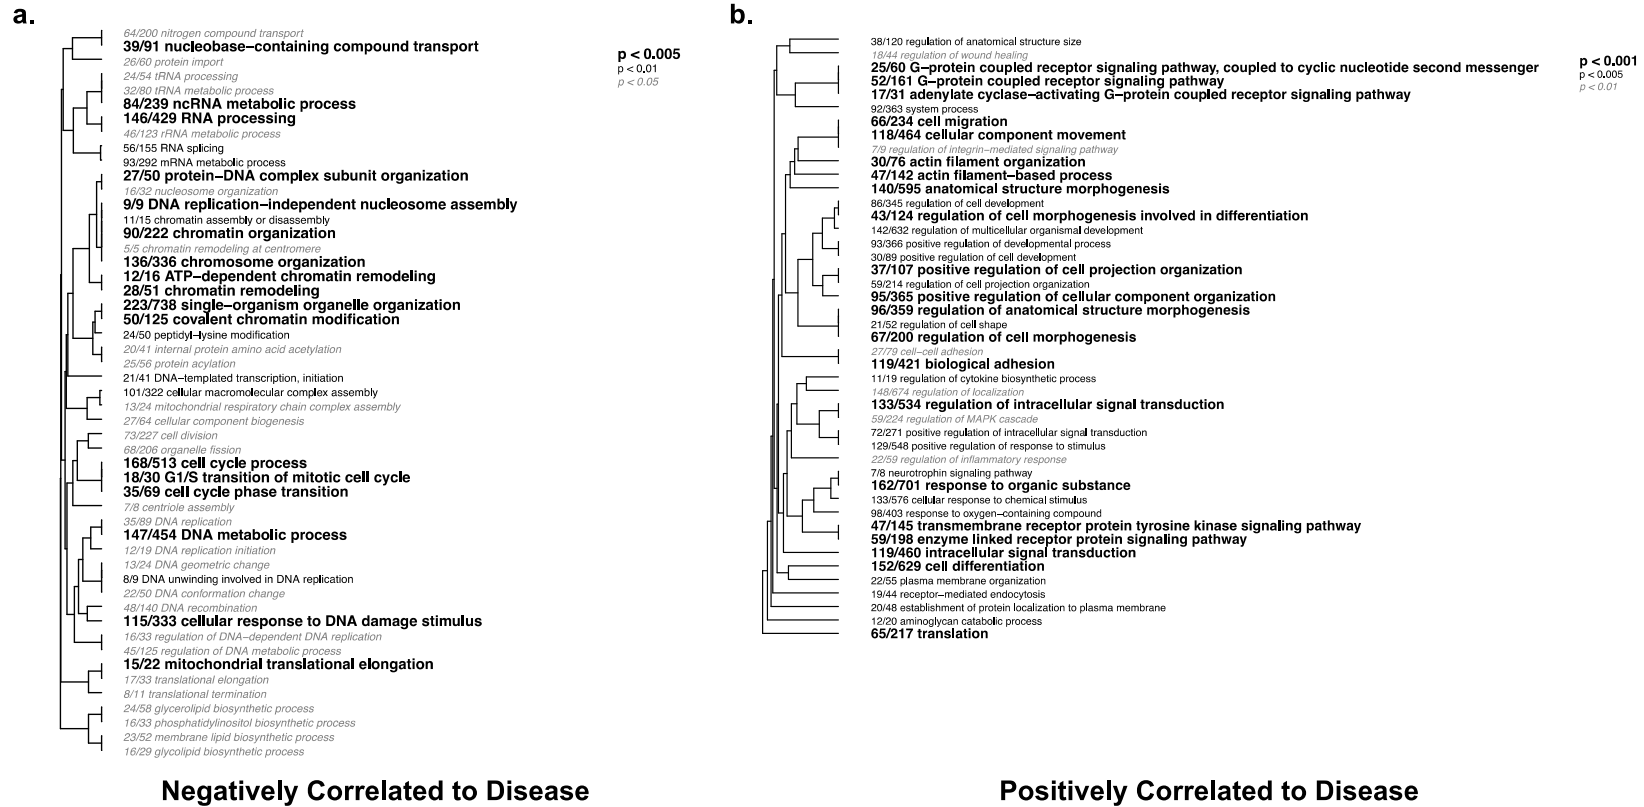 a.
64/200 nitrogen compound transport
39/91 nucleobase−containing compound transport
26/60 protein import
24/54 tRNA processing
32/80 tRNA metabolic process
84/239 ncRNA metabolic process
146/429 RNA processing
46/123 rRNA metabolic process
56/155 RNA splicing
93/292 mRNA metabolic process
27/50 protein−DNA complex subunit organization
16/32 nucleosome organization
9/9 DNA replication−independent nucleosome assembly
11/15 chromatin assembly or disassembly
90/222 chromatin organization
5/5 chromatin remodeling at centromere
136/336 chromosome organization
12/16 ATP−dependent chromatin remodeling
28/51 chromatin remodeling
223/738 single−organism organelle organization
50/125 covalent chromatin modification
24/50 peptidyl−lysine modification
20/41 internal protein amino acid acetylation
25/56 protein acylation
21/41 DNA−templated transcription, initiation
101/322 cellular macromolecular complex assembly
13/24 mitochondrial respiratory chain complex assembly
27/64 cellular component biogenesis
73/227 cell division
68/206 organelle fission
168/513 cell cycle process
18/30 G1/S transition of mitotic cell cycle
35/69 cell cycle phase transition
7/8 centriole assembly
35/89 DNA replication
147/454 DNA metabolic process
12/19 DNA replication initiation
13/24 DNA geometric change
8/9 DNA unwinding involved in DNA replication
22/50 DNA conformation change
48/140 DNA recombination
115/333 cellular response to DNA damage stimulus
16/33 regulation of DNA−dependent DNA replication
45/125 regulation of DNA metabolic process
15/22 mitochondrial translational elongation
17/33 translational elongation
8/11 translational termination
24/58 glycerolipid biosynthetic process
16/33 phosphatidylinositol biosynthetic process
23/52 membrane lipid biosynthetic process
16/29 glycolipid biosynthetic process
p < 0.005
p < 0.01
p < 0.05
Negatively Correlated to Disease
b.
38/120 regulation of anatomical structure size
18/44 regulation of wound healing
25/60 G−protein coupled receptor signaling pathway, coupled to cyclic nucleotide second messenger
52/161 G−protein coupled receptor signaling pathway
17/31 adenylate cyclase−activating G−protein coupled receptor signaling pathway
92/363 system process
66/234 cell migration
118/464 cellular component movement
7/9 regulation of integrin−mediated signaling pathway
30/76 actin filament organization
47/142 actin filament−based process
140/595 anatomical structure morphogenesis
86/345 regulation of cell development
43/124 regulation of cell morphogenesis involved in differentiation
142/632 regulation of multicellular organismal development
93/366 positive regulation of developmental process
30/89 positive regulation of cell development
37/107 positive regulation of cell projection organization
59/214 regulation of cell projection organization
95/365 positive regulation of cellular component organization
96/359 regulation of anatomical structure morphogenesis
21/52 regulation of cell shape
67/200 regulation of cell morphogenesis
27/79 cell−cell adhesion
119/421 biological adhesion
11/19 regulation of cytokine biosynthetic process
148/674 regulation of localization
133/534 regulation of intracellular signal transduction
59/224 regulation of MAPK cascade
72/271 positive regulation of intracellular signal transduction
129/548 positive regulation of response to stimulus
22/59 regulation of inflammatory response
7/8 neurotrophin signaling pathway
162/701 response to organic substance
133/576 cellular response to chemical stimulus
98/403 response to oxygen−containing compound
47/145 transmembrane receptor protein tyrosine kinase signaling pathway
59/198 enzyme linked receptor protein signaling pathway
119/460 intracellular signal transduction
152/629 cell differentiation
22/55 plasma membrane organization
19/44 receptor−mediated endocytosis
20/48 establishment of protein localization to plasma membrane
12/20 aminoglycan catabolic process
65/217 translation
p < 0.001
p < 0.005
p < 0.01
Positively Correlated to Disease